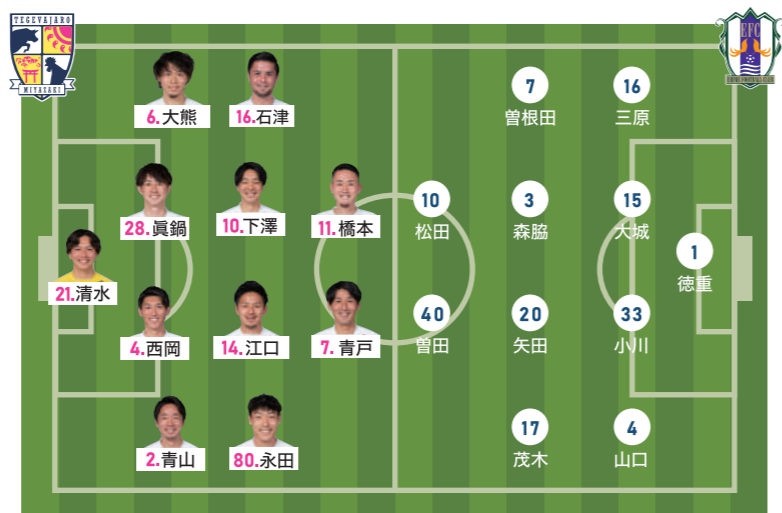 TEGEVAJARO
MIYAZAKI
EFC
6.大熊
16.石津
28.眞鍋
10.下澤
11.橋本
21.清水
4.西岡
14.江口
7.青戸
2.青山
80.永田
7
曽根田
16
三原
10
松田
3
森脇
15
大城
1
徳重
40
曽田
20
矢田
33
小川
17
茂木
4
山口